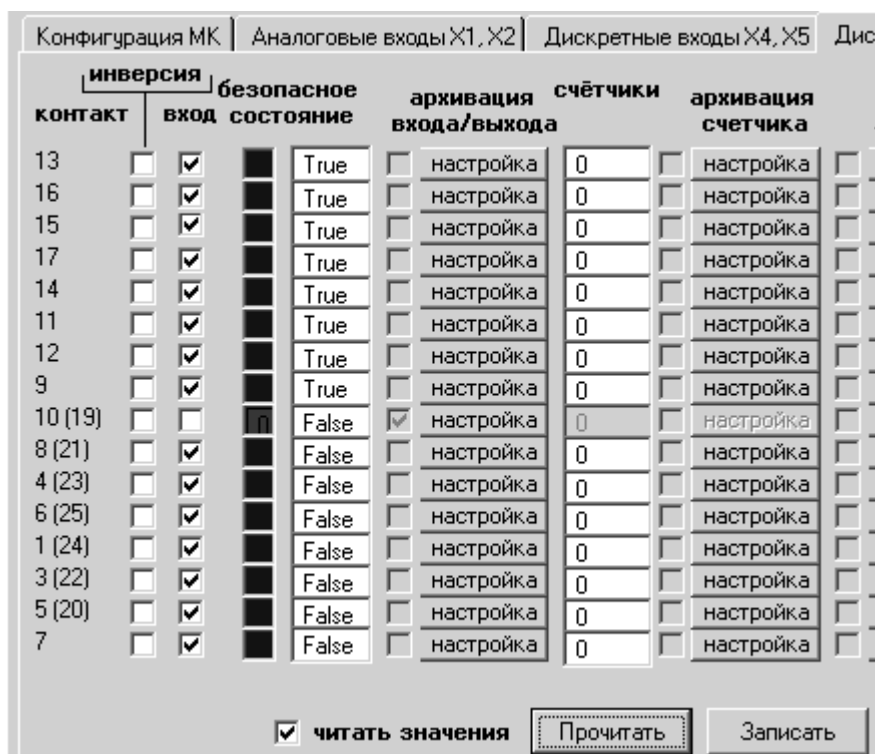 Конфигурация МК Аналоговые входы X1, X2 Дискретные входы X4, X5 Дис
инверсия
контакт вход безопасное состояние архивация входа/выхода счётчики архивация счетчика
13 True настройка 0 настройка
16 True настройка 0 настройка
15 True настройка 0 настройка
17 True настройка 0 настройка
14 True настройка 0 настройка
11 True настройка 0 настройка
12 True настройка 0 настройка
9 True настройка 0 настройка
10 (19) 0 False настройка 0 настройка
8 (21) False настройка 0 настройка
4 (23) False настройка 0 настройка
6 (25) False настройка 0 настройка
1 (24) False настройка 0 настройка
3 (22) False настройка 0 настройка
5 (20) False настройка 0 настройка
7 False настройка 0 настройка
читать значения Прочитать Записать